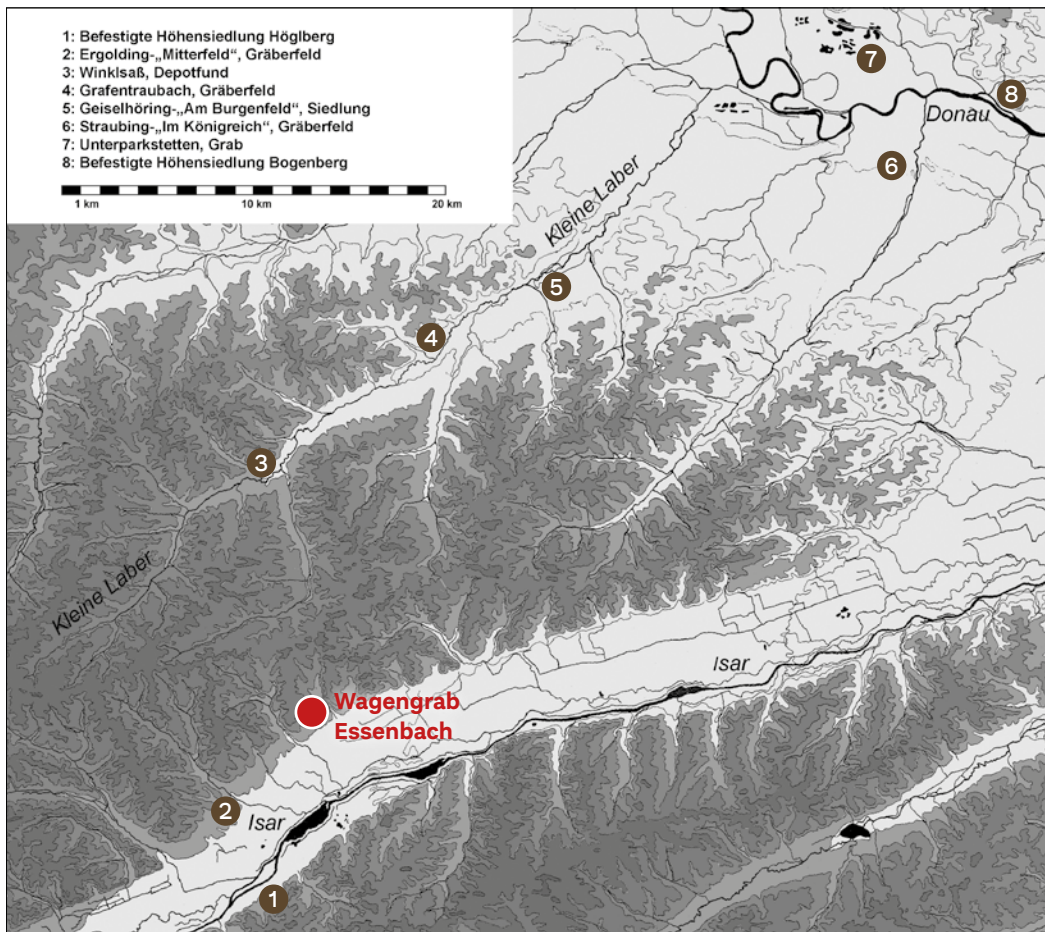 1: Befestigte Höhensiedlung Höglberg
2: Ergolding-„Mitterfeld“, Gräberfeld
3: Winklsaß, Depotfund
4: Grafentraubach, Gräberfeld
5: Geiselhöring-„Am Burgenfeld“, Siedlung
6: Straubing-„Im Königreich“, Gräberfeld
7: Unterparkstetten, Grab
8: Befestigte Höhensiedlung Bogenberg
1 km 10 km 20 km
7
8
Donau
6
Kleine Laber
5
4
3
Kleine Laber
Isar
Wagengrab
Essenbach
2
Isar
1